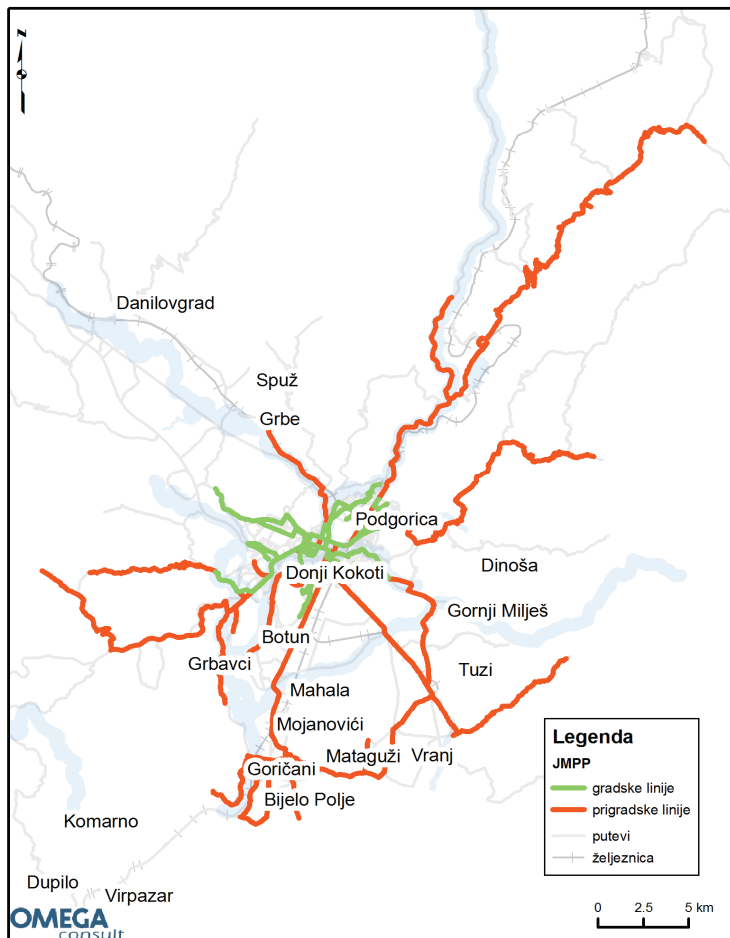 N
Danilovgrad
Spuž
Grbe
Podgorica
Dinoša
Donji Kokoti
Gornji Milješ
Botun
Grbavci
Tuzi
Mahala
Mojanovići
Mataguži
Vranj
Goričani
Bijelo Polje
Komarno
Dupilo
Virpazar
Legenda
JMPP
gradske linije
prigradske linije
putevi
željeznica
0 2.5 5 km
OMEGA
consult